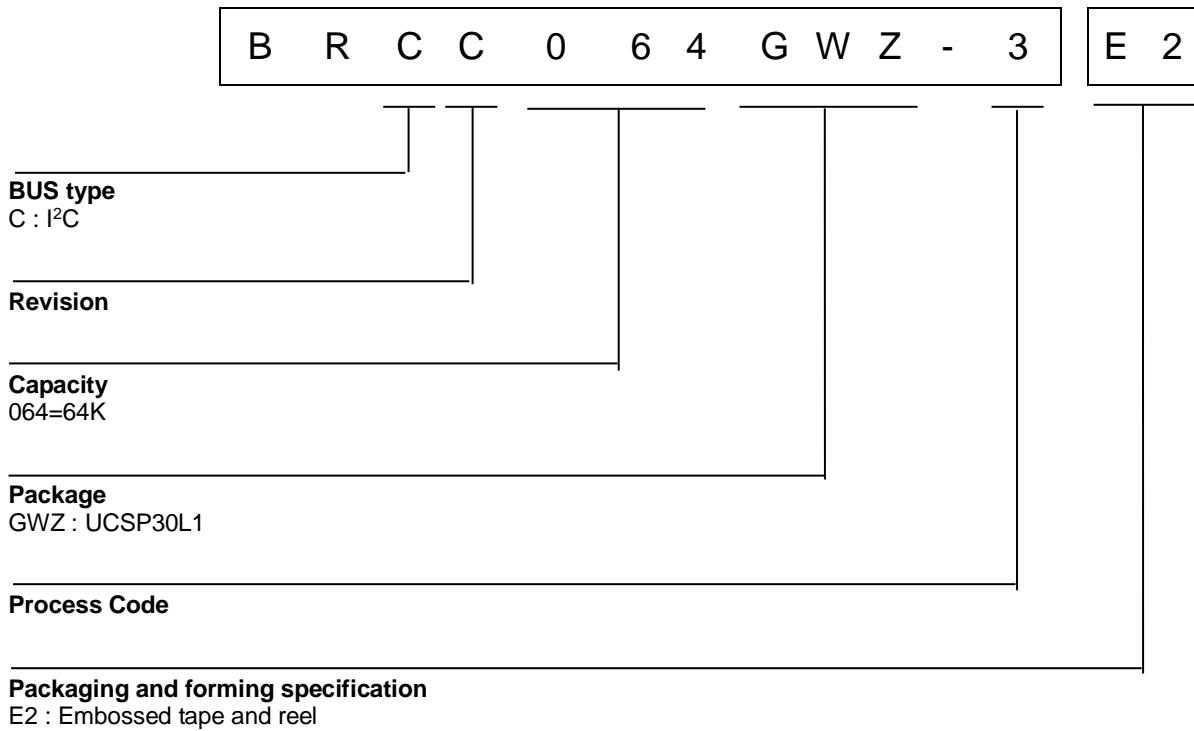 B R C C 0 6 4 G W Z - 3 E 2
BUS type
C : I²C
Revision
Capacity
064=64K
Package
GWZ : UCSP30L1
Process Code
Packaging and forming specification
E2 : Embossed tape and reel